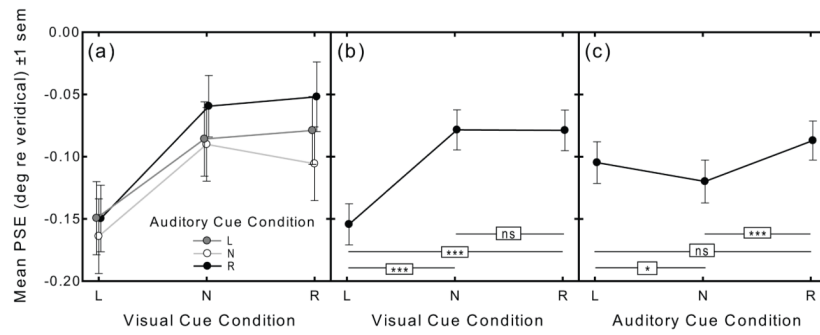 Mean PSE (deg re veridical) ±1 sem
0.00
-0.05
-0.10
-0.15
-0.20
(a)
Auditory Cue Condition
L
N
R
L N R
Visual Cue Condition
(b)
ns
***
***
L N R
Visual Cue Condition
(c)
***
ns
*
L N R
Auditory Cue Condition